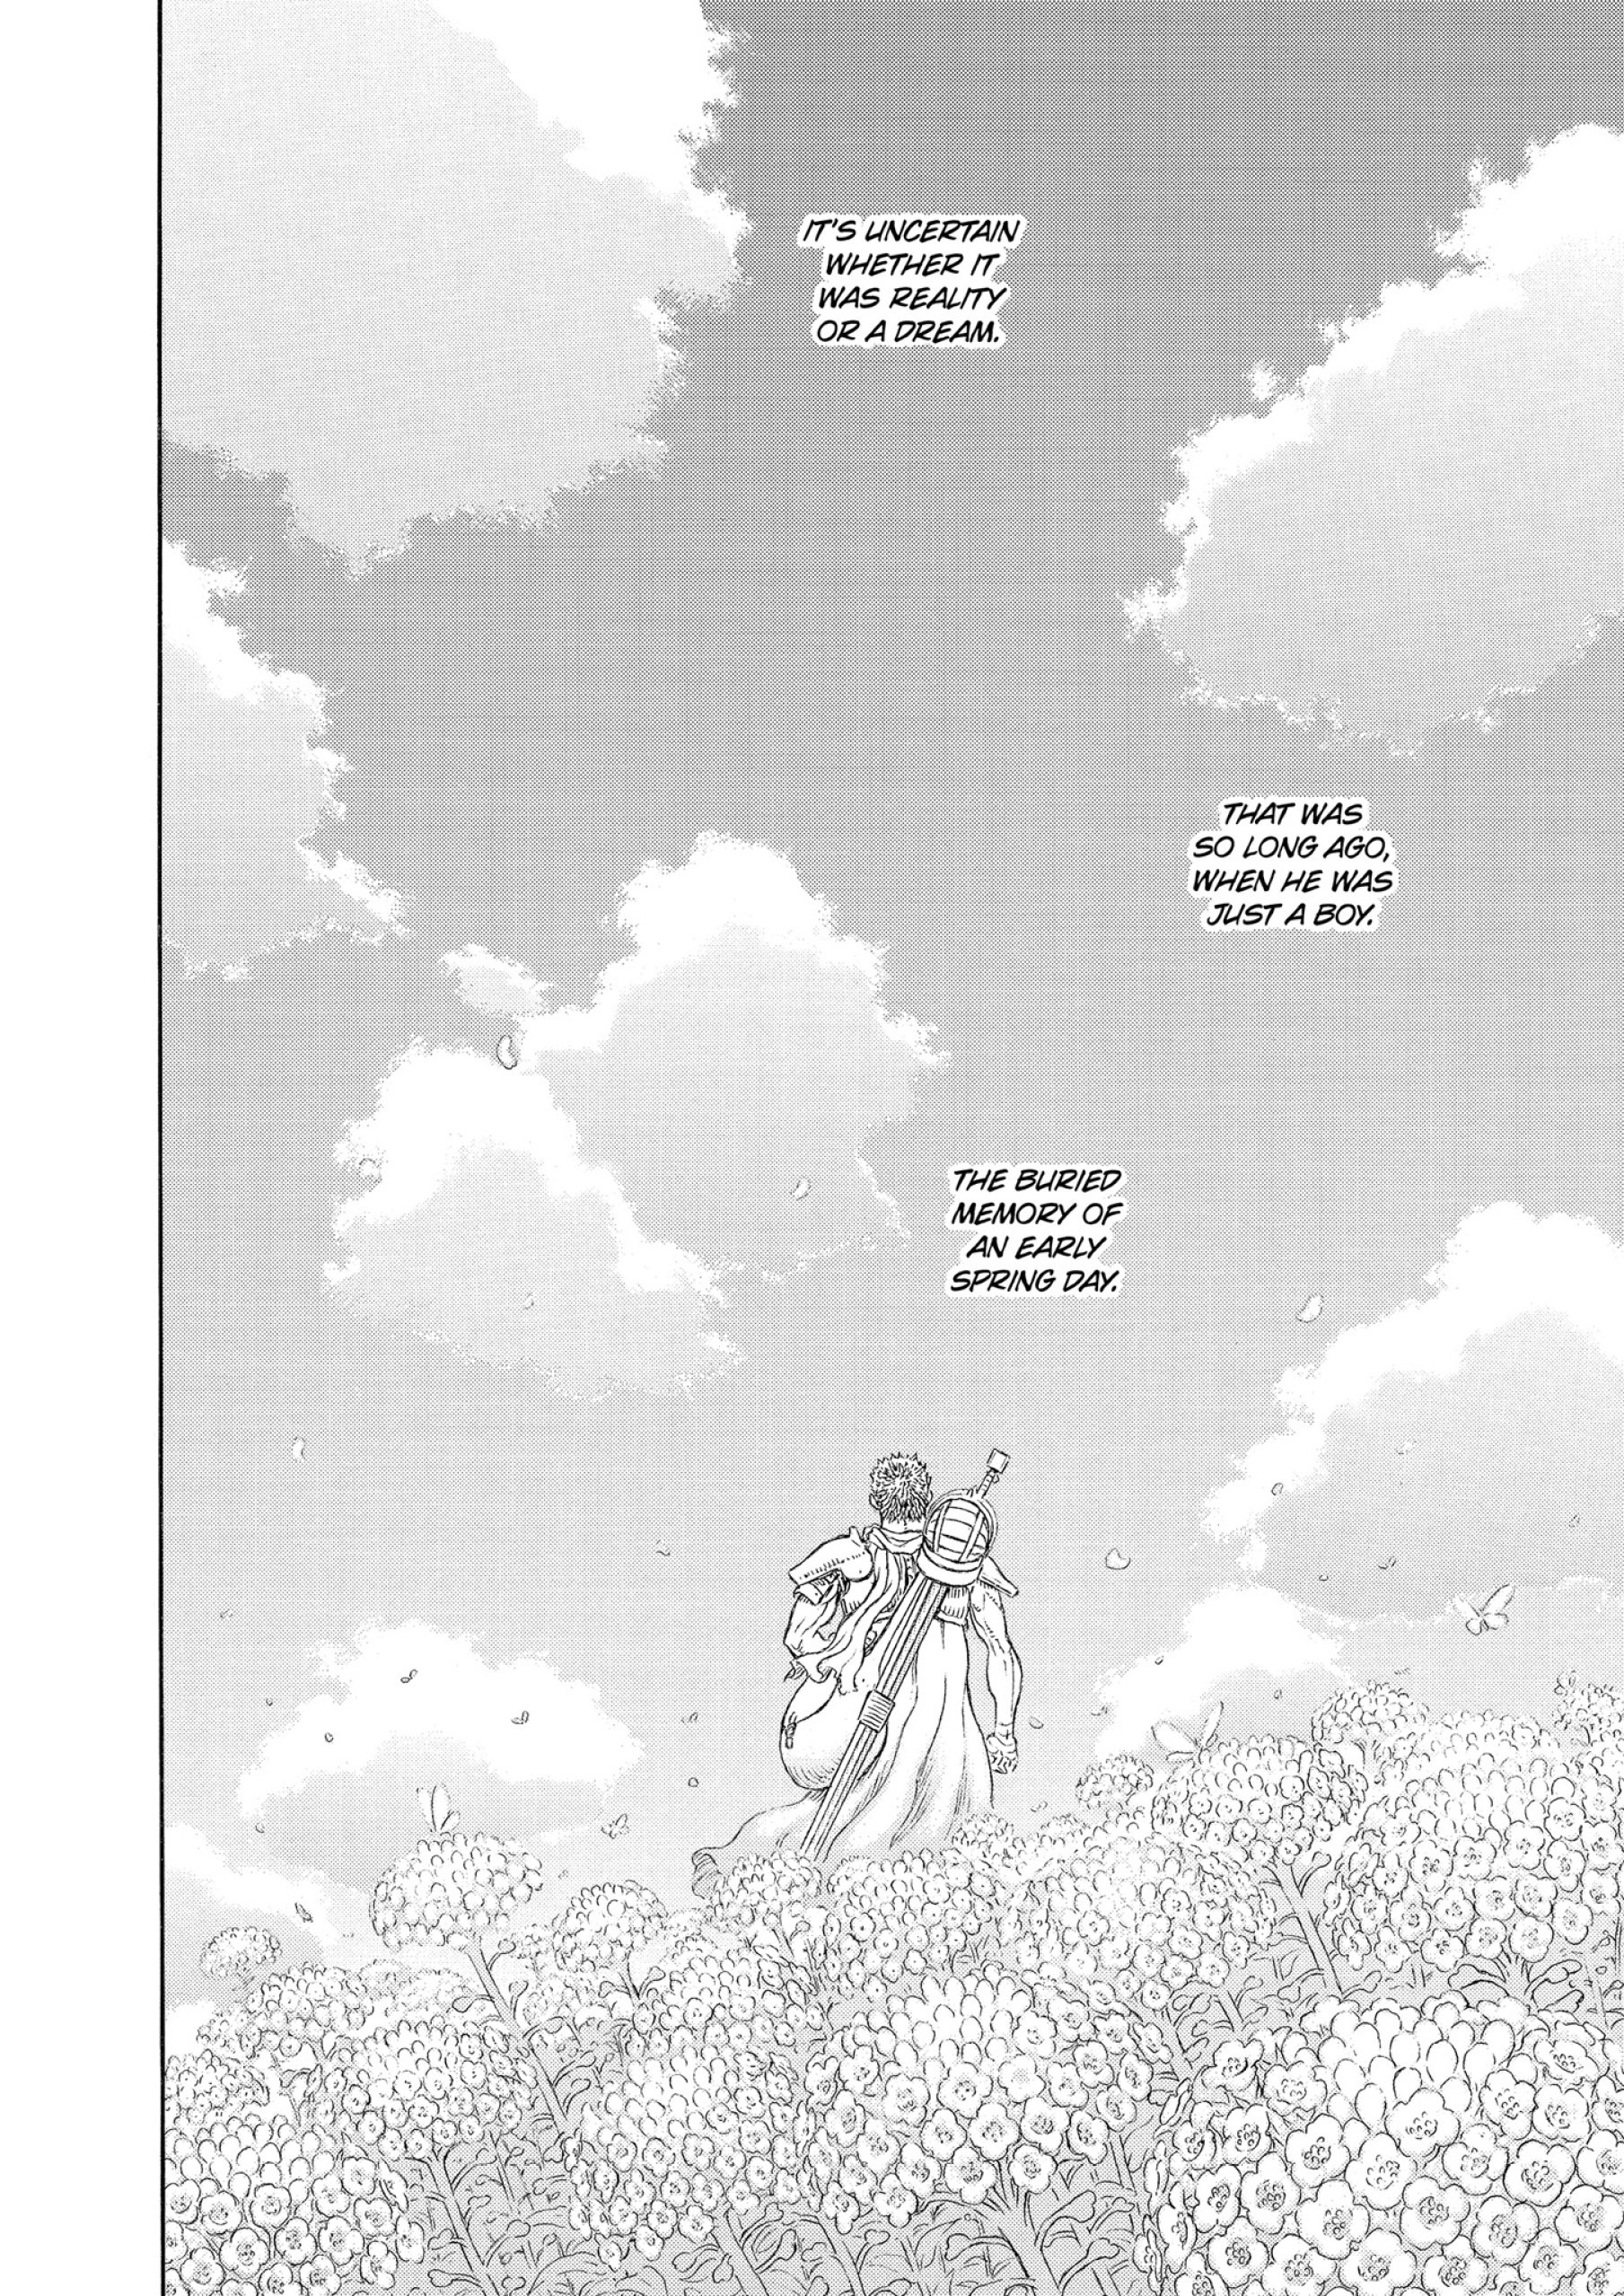 THAT WAS
SO LONG AGO,
WHEN HE WAS
JUST A BOY.
IT'S UNCERTAIN
WHETHER IT
WAS REALITY
OR A DREAM.
THE BURIED
MEMORY OF
AN EARLY
SPRING DAY.